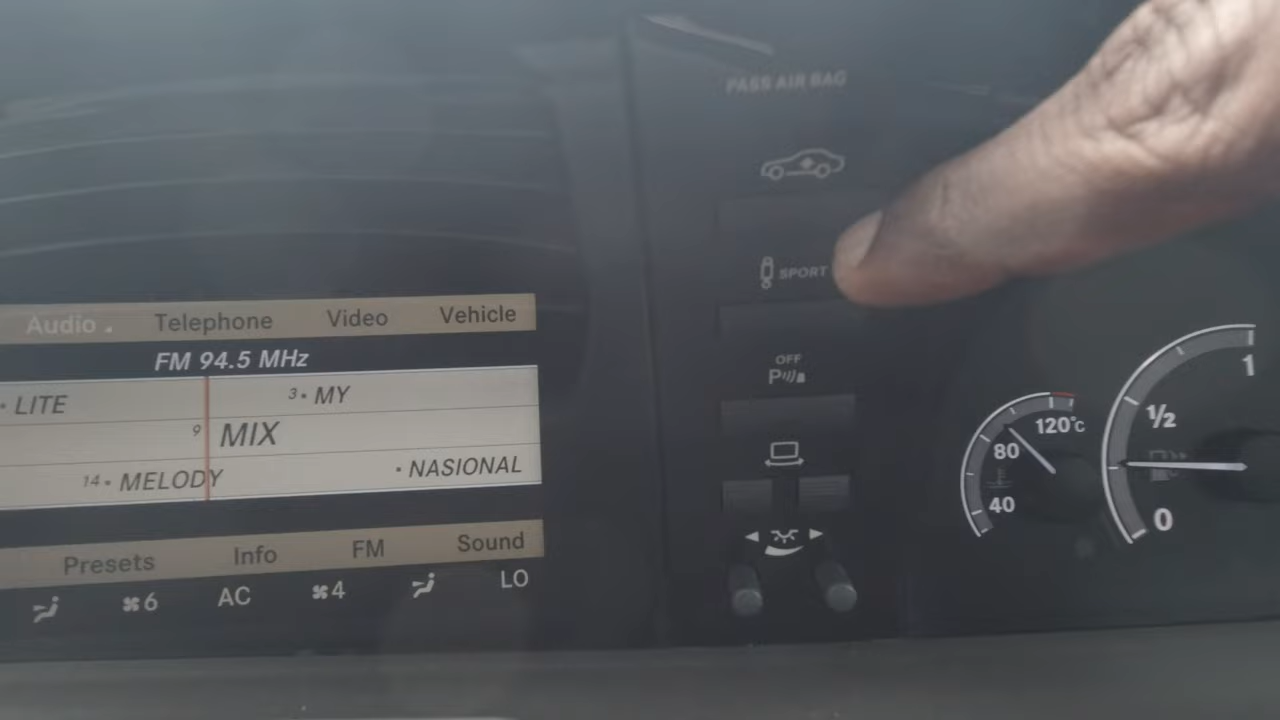 PASS AIR BAG
SPORT
OFF
P
Audio Telephone Video Vehicle
FM 94.5 MHz
• LITE 3• MY
9 MIX
14• MELODY • NASIONAL
Presets Info FM Sound
6 AC 4 LO
120°C
80
40
1
½
0